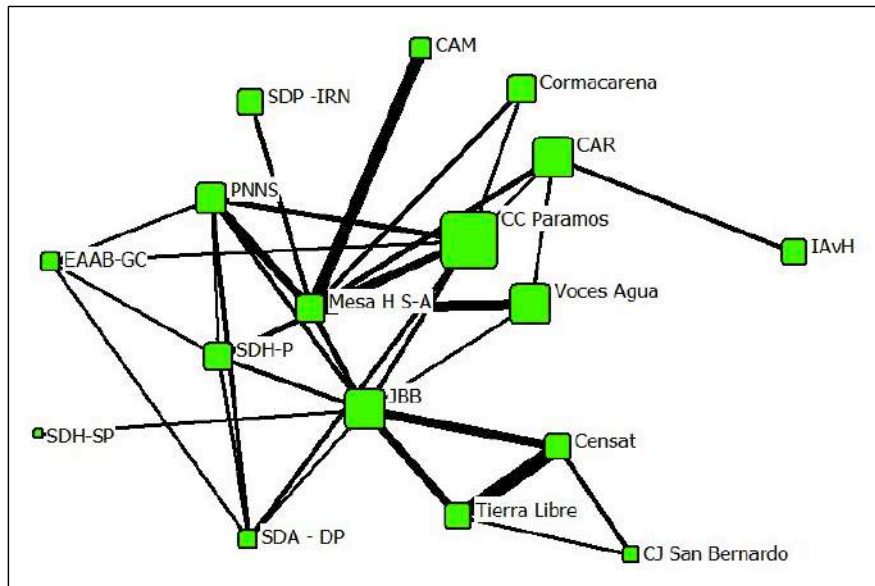 CAM
Cormacarena
SDP -IRN
CAR
PNNS
CC Paramos
IAvH
EAAB-GC
Voces Agua
Mesa H S-A
SDH-P
JBB
SDH-SP
Censat
Tierra Libre
SDA - DP
CJ San Bernardo